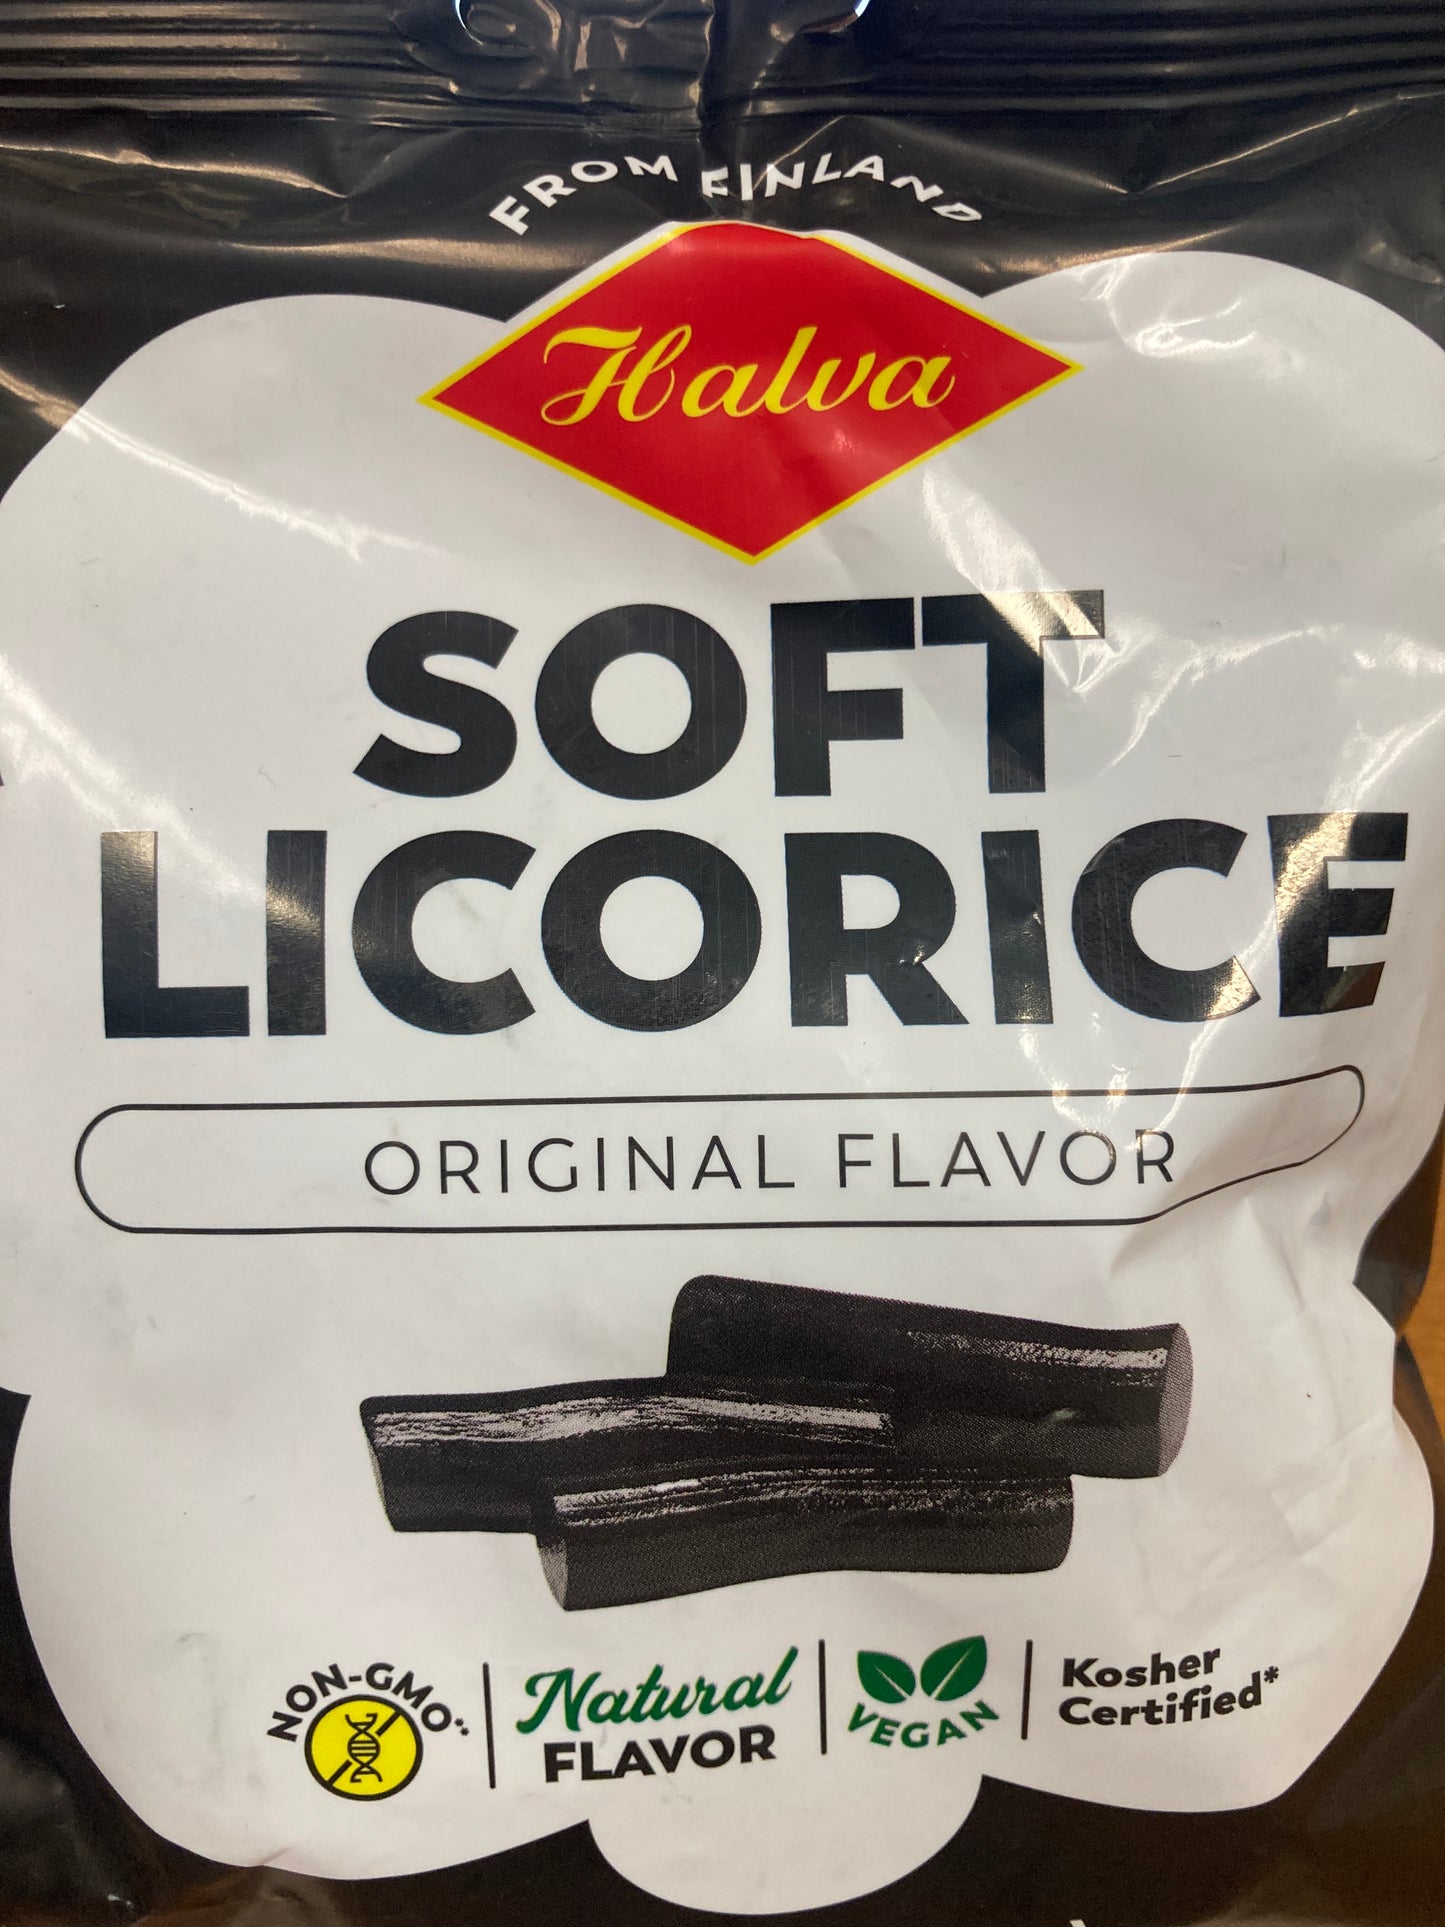 FROM FINLAND
Halva
SOFT
LICORICE
ORIGINAL FLAVOR
NON-GMO**
Natural
FLAVOR
VEGAN
Kosher
Certified*